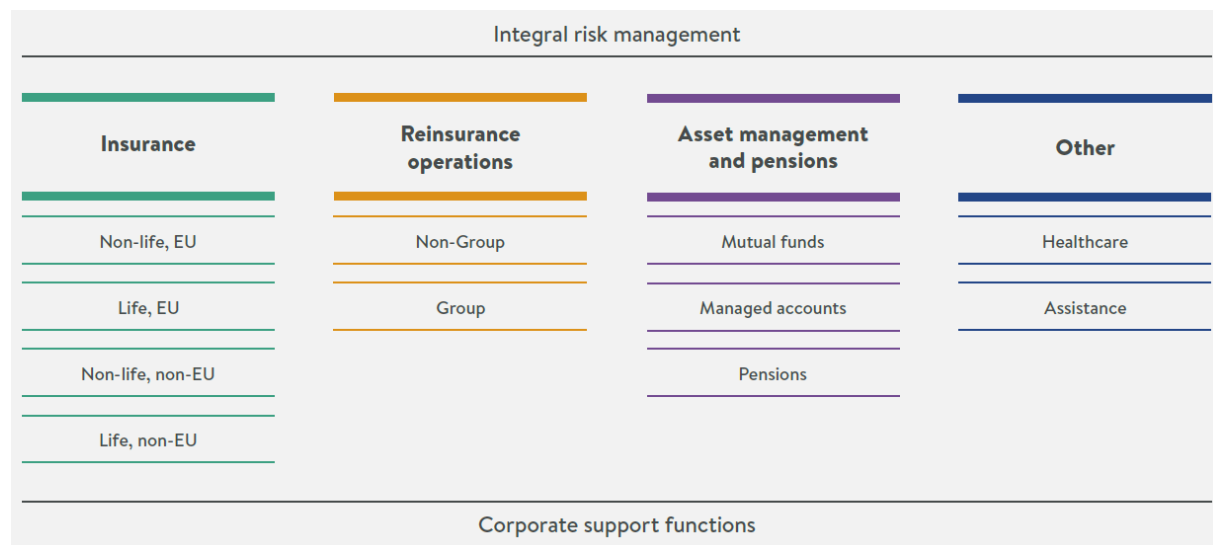 Integral risk management
Insurance
Non-life, EU
Life, EU
Non-life, non-EU
Life, non-EU
Reinsurance
operations
Non-Group
Group
Asset management
and pensions
Mutual funds
Managed accounts
Pensions
Other
Healthcare
Assistance
Corporate support functions